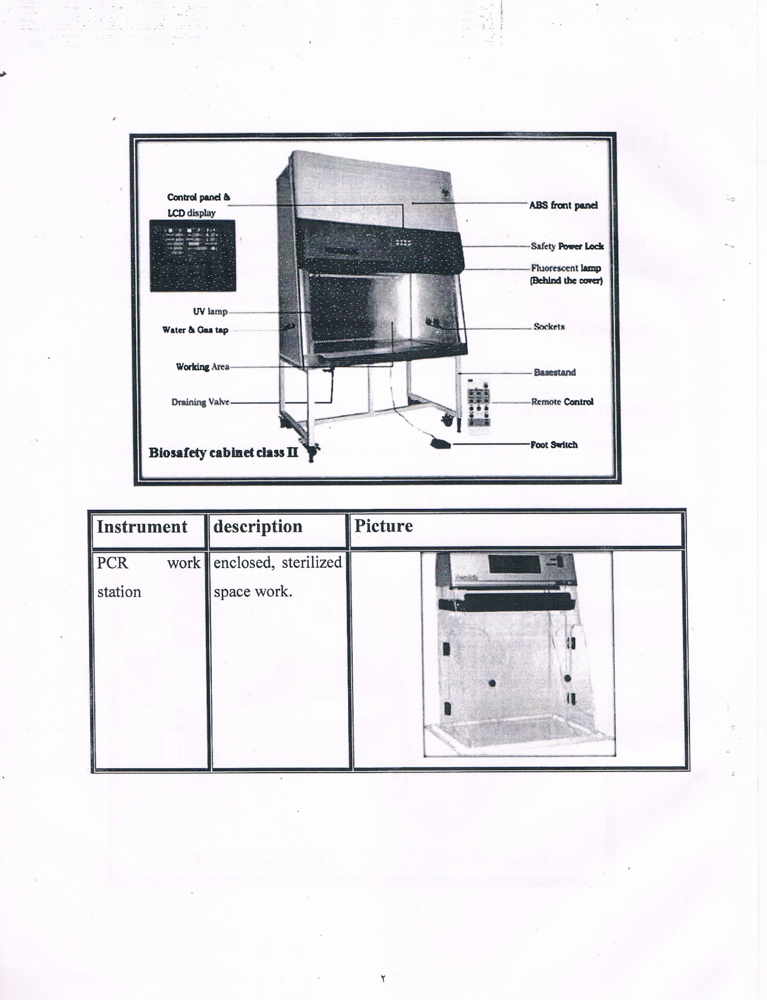 Control panel &
LCD display
ABS front panel
Safety Power Lock
Fluorescent lamp
(Behind the cover)
UV lamp
Water & Gas tap
Sockets
Working Area
Basestand
Draining Valve
Remote Control
Foot Switch
Biosafety cabinet class II
Instrument description Picture
PCR work enclosed, sterilized
station space work.
٢